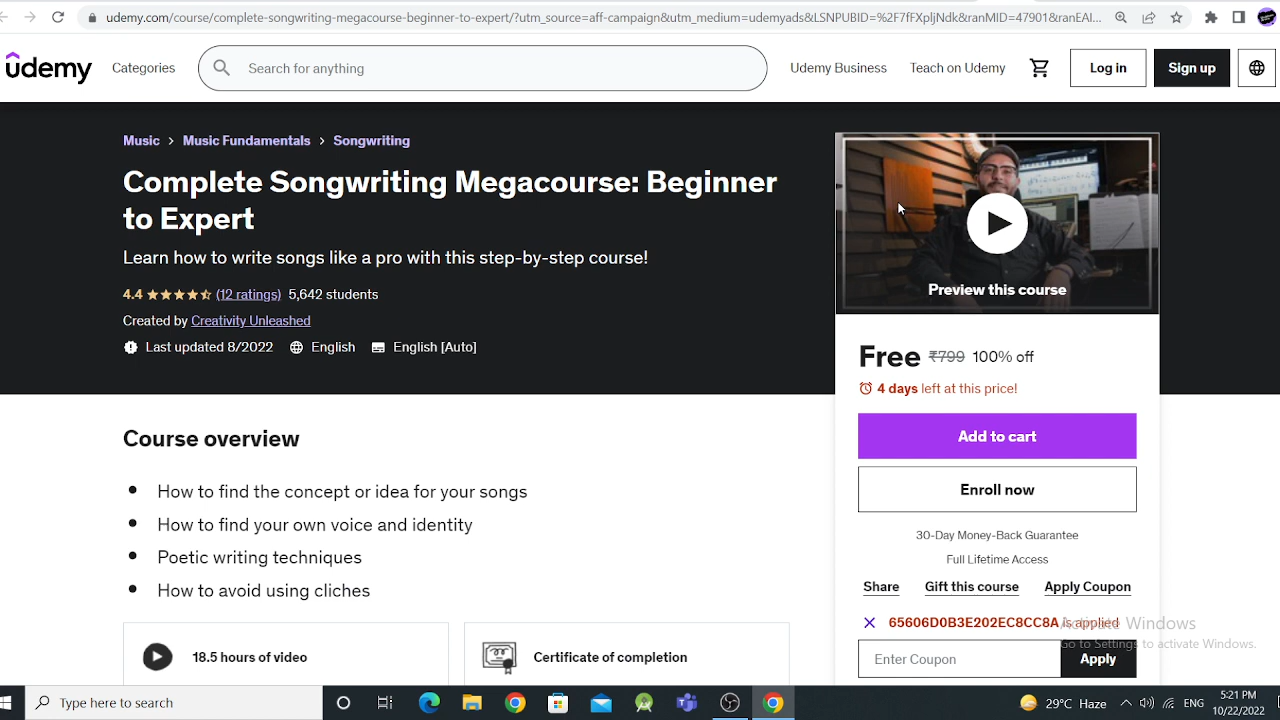 udemy.com/course/complete-songwriting-megacourse-beginner-to-expert/?utm_source=aff-campaign&utm_medium=udemyads&LSNPUBID=%2F7fFXpljNdk&ranMID=47901&ranEAI...
ûdemy Categories Search for anything Udemy Business Teach on Udemy Log in Sign up
Music > Music Fundamentals > Songwriting
Complete Songwriting Megacourse: Beginner
to Expert
Learn how to write songs like a pro with this step-by-step course!
4.4 (12 ratings) 5,642 students
Created by Creativity Unleashed
Last updated 8/2022 English English [Auto]
Preview this course
Free ₹799 100% off
4 days left at this price!
Add to cart
Enroll now
30-Day Money-Back Guarantee
Full Lifetime Access
Share Gift this course Apply Coupon
65606D0B3E202EC8CC8A is applied
Enter Coupon Apply
Course overview
• How to find the concept or idea for your songs
• How to find your own voice and identity
• Poetic writing techniques
• How to avoid using cliches
18.5 hours of video
Certificate of completion
Activate Windows
Go to Settings to activate Windows.
Type here to search
29°C Haze ENG
5:21 PM
10/22/2022